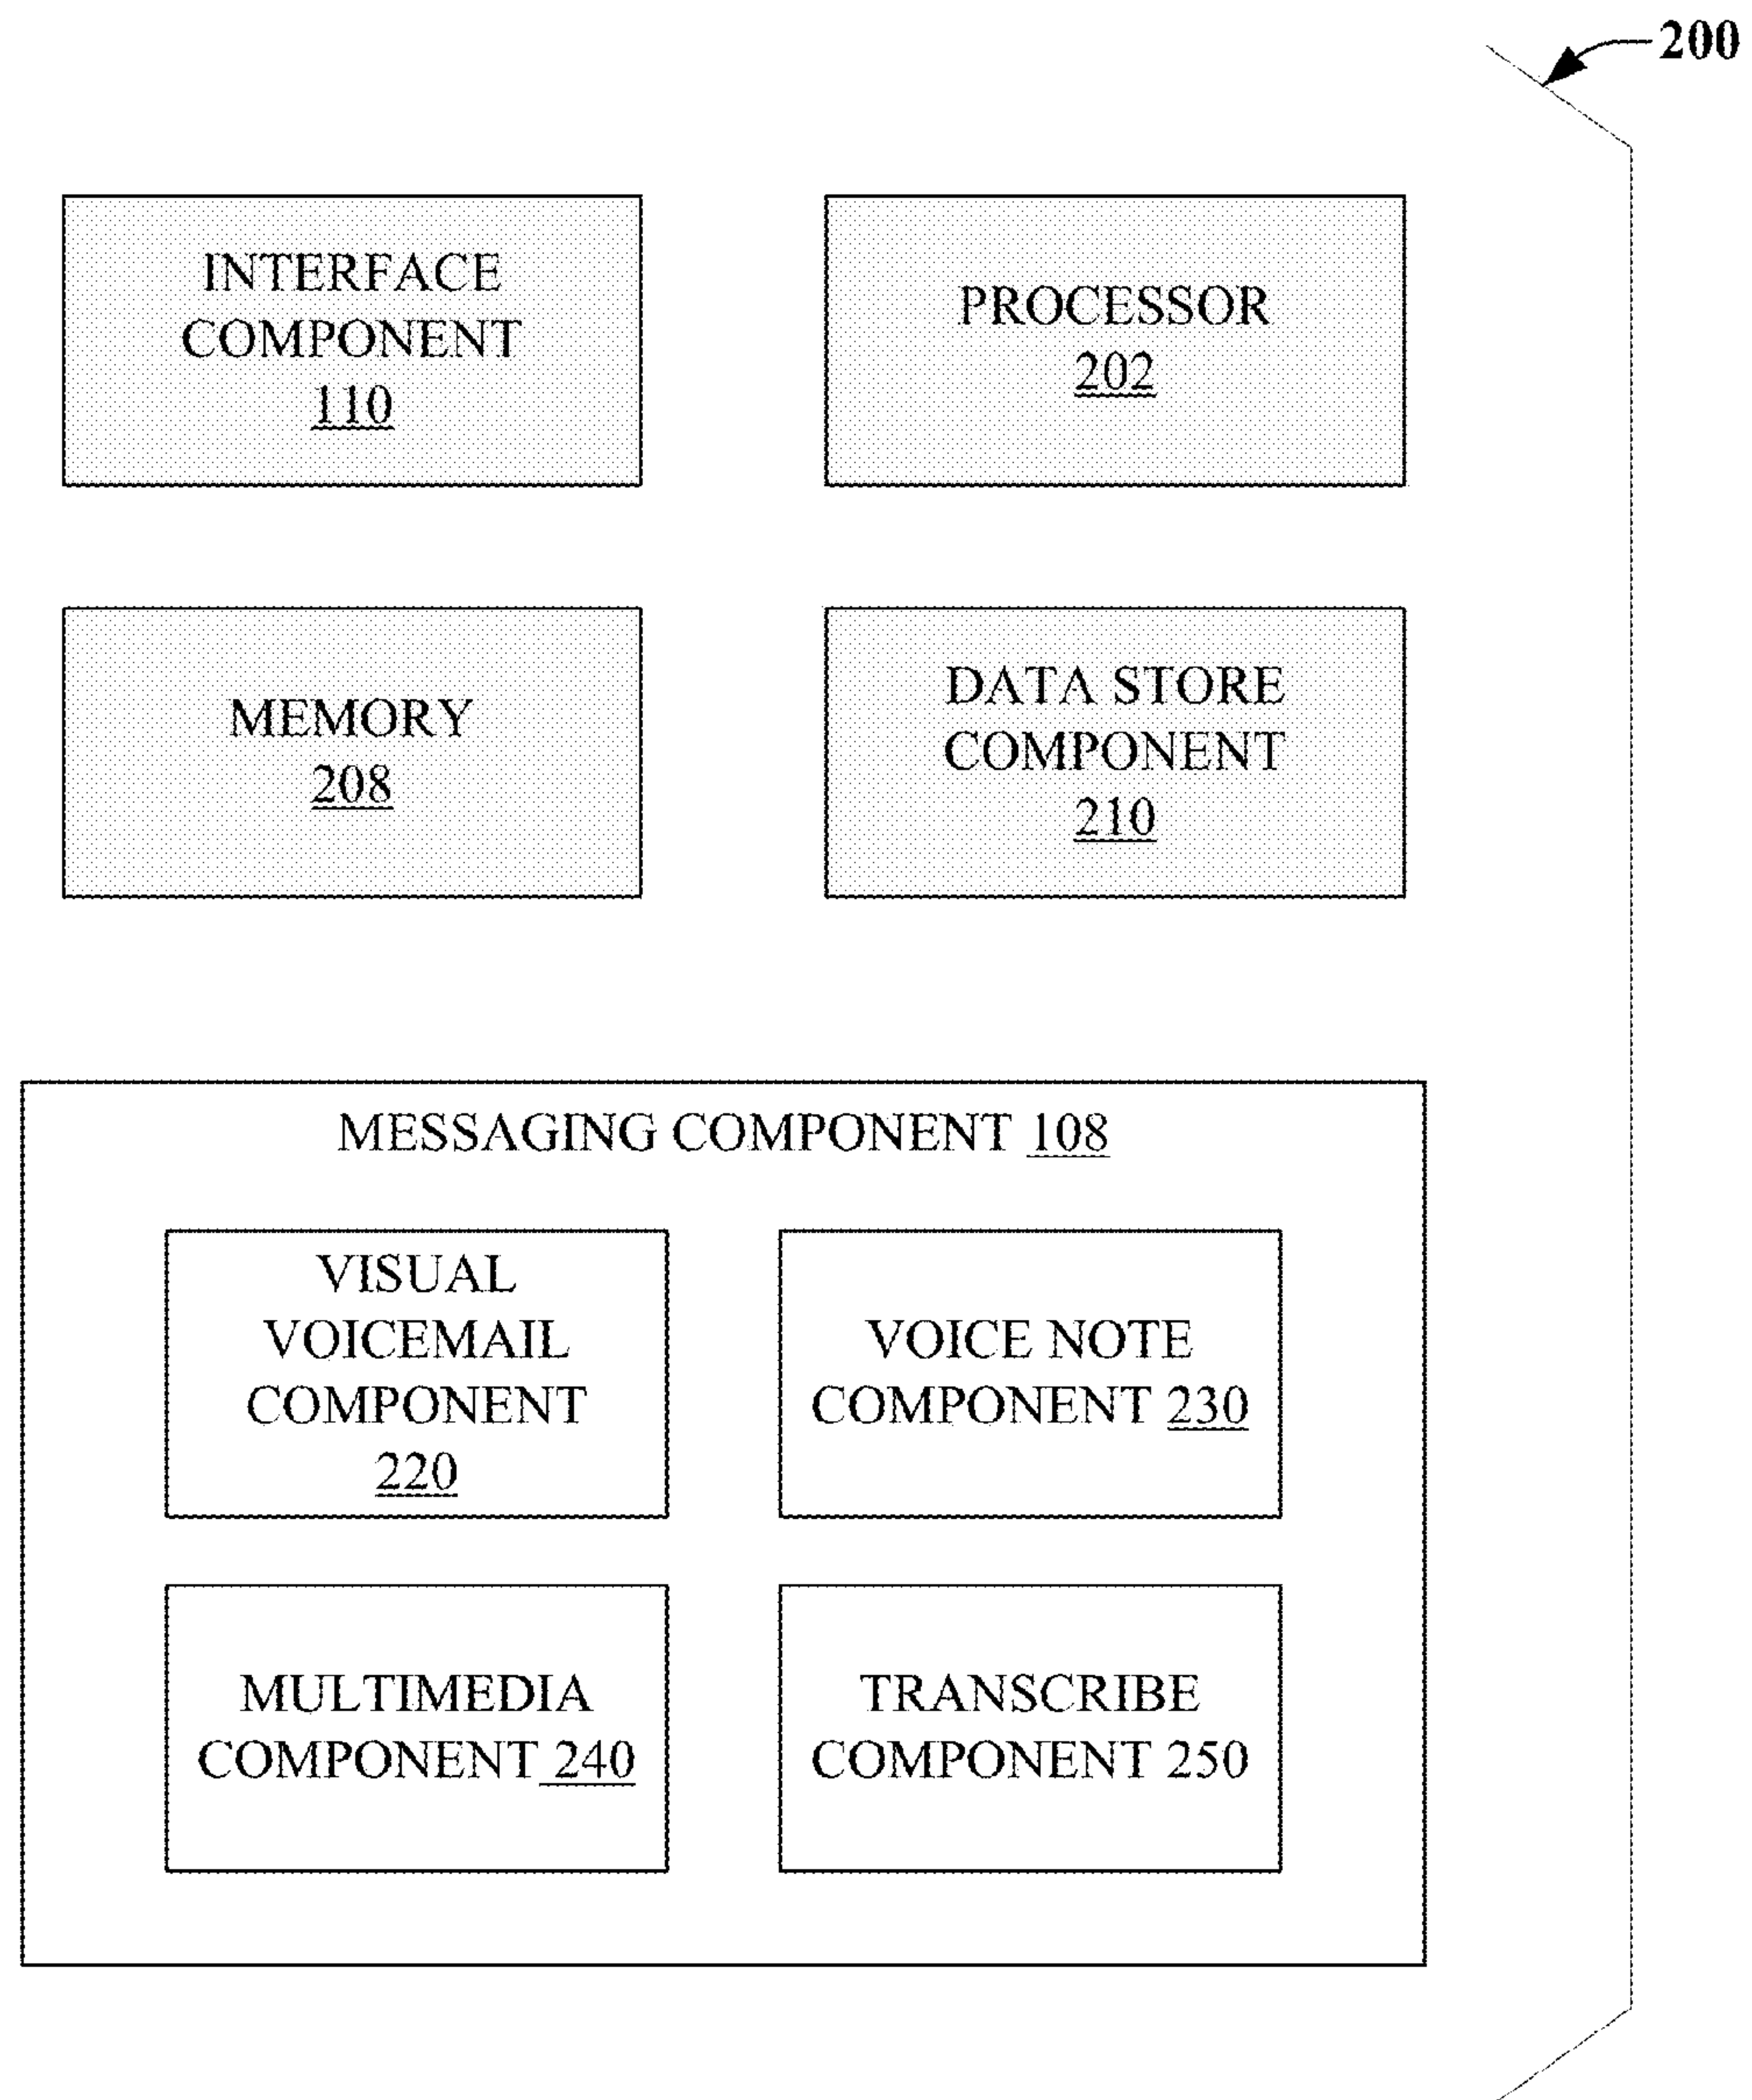 200
INTERFACE
COMPONENT
110
PROCESSOR
202
MEMORY
208
DATA STORE
COMPONENT
210
MESSAGING COMPONENT 108
VISUAL
VOICEMAIL
COMPONENT
220
VOICE NOTE
COMPONENT 230
MULTIMEDIA
COMPONENT 240
TRANSCRIBE
COMPONENT 250